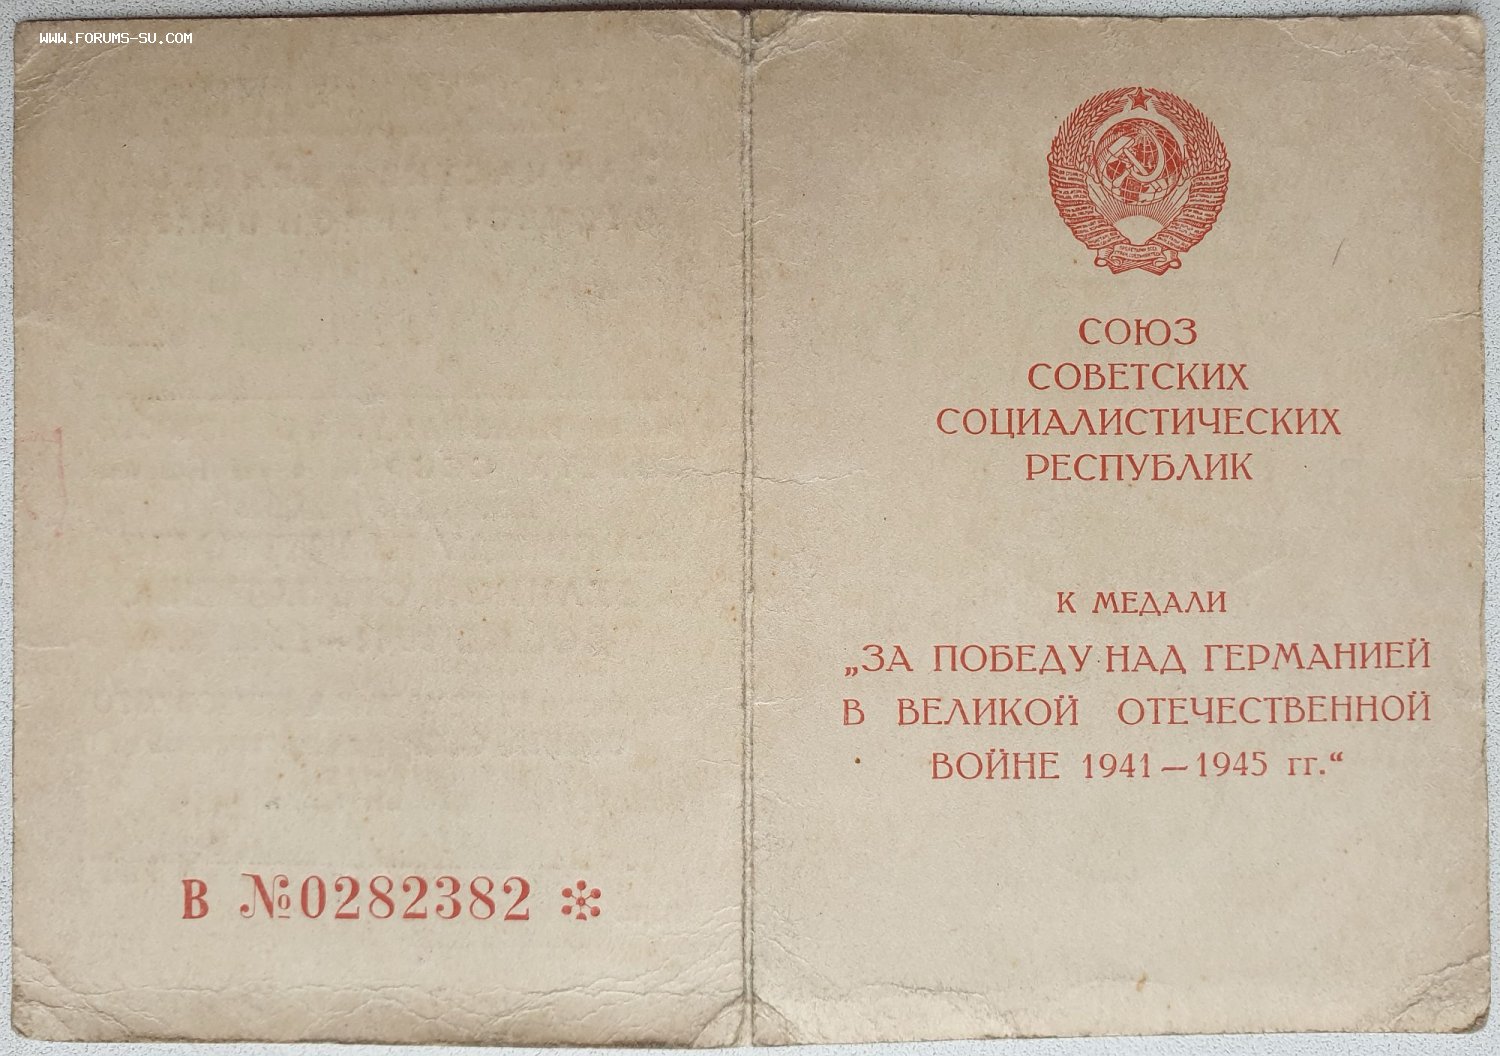 WWW.FORUMS-SU.COM
В №0282382
СОЮЗ
СОВЕТСКИХ
СОЦИАЛИСТИЧЕСКИХ
РЕСПУБЛИК
К МЕДАЛИ
„ЗА ПОБЕДУ НАД ГЕРМАНИЕЙ
В ВЕЛИКОЙ ОТЕЧЕСТВЕННОЙ
ВОЙНЕ 1941—1945 гг.“